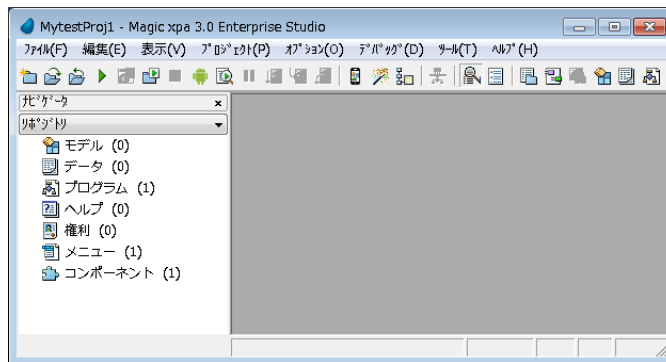 MytestProj1 - Magic xpa 3.0 Enterprise Studio
ﾌｧｲﾙ(F) 編集(E) 表示(V) ﾌﾟﾛｼﾞｪｸﾄ(P) ｵﾌﾟｼｮﾝ(O) ﾃﾞﾊﾞｯｸﾞ(D) ﾂｰﾙ(T) ﾍﾙﾌﾟ(H)
ﾅﾋﾞｹﾞｰﾀ
ﾘﾎﾟｼﾞﾄﾘ
モデル (0)
データ (0)
プログラム (1)
ヘルプ (0)
権利 (0)
メニュー (1)
コンポーネント (1)